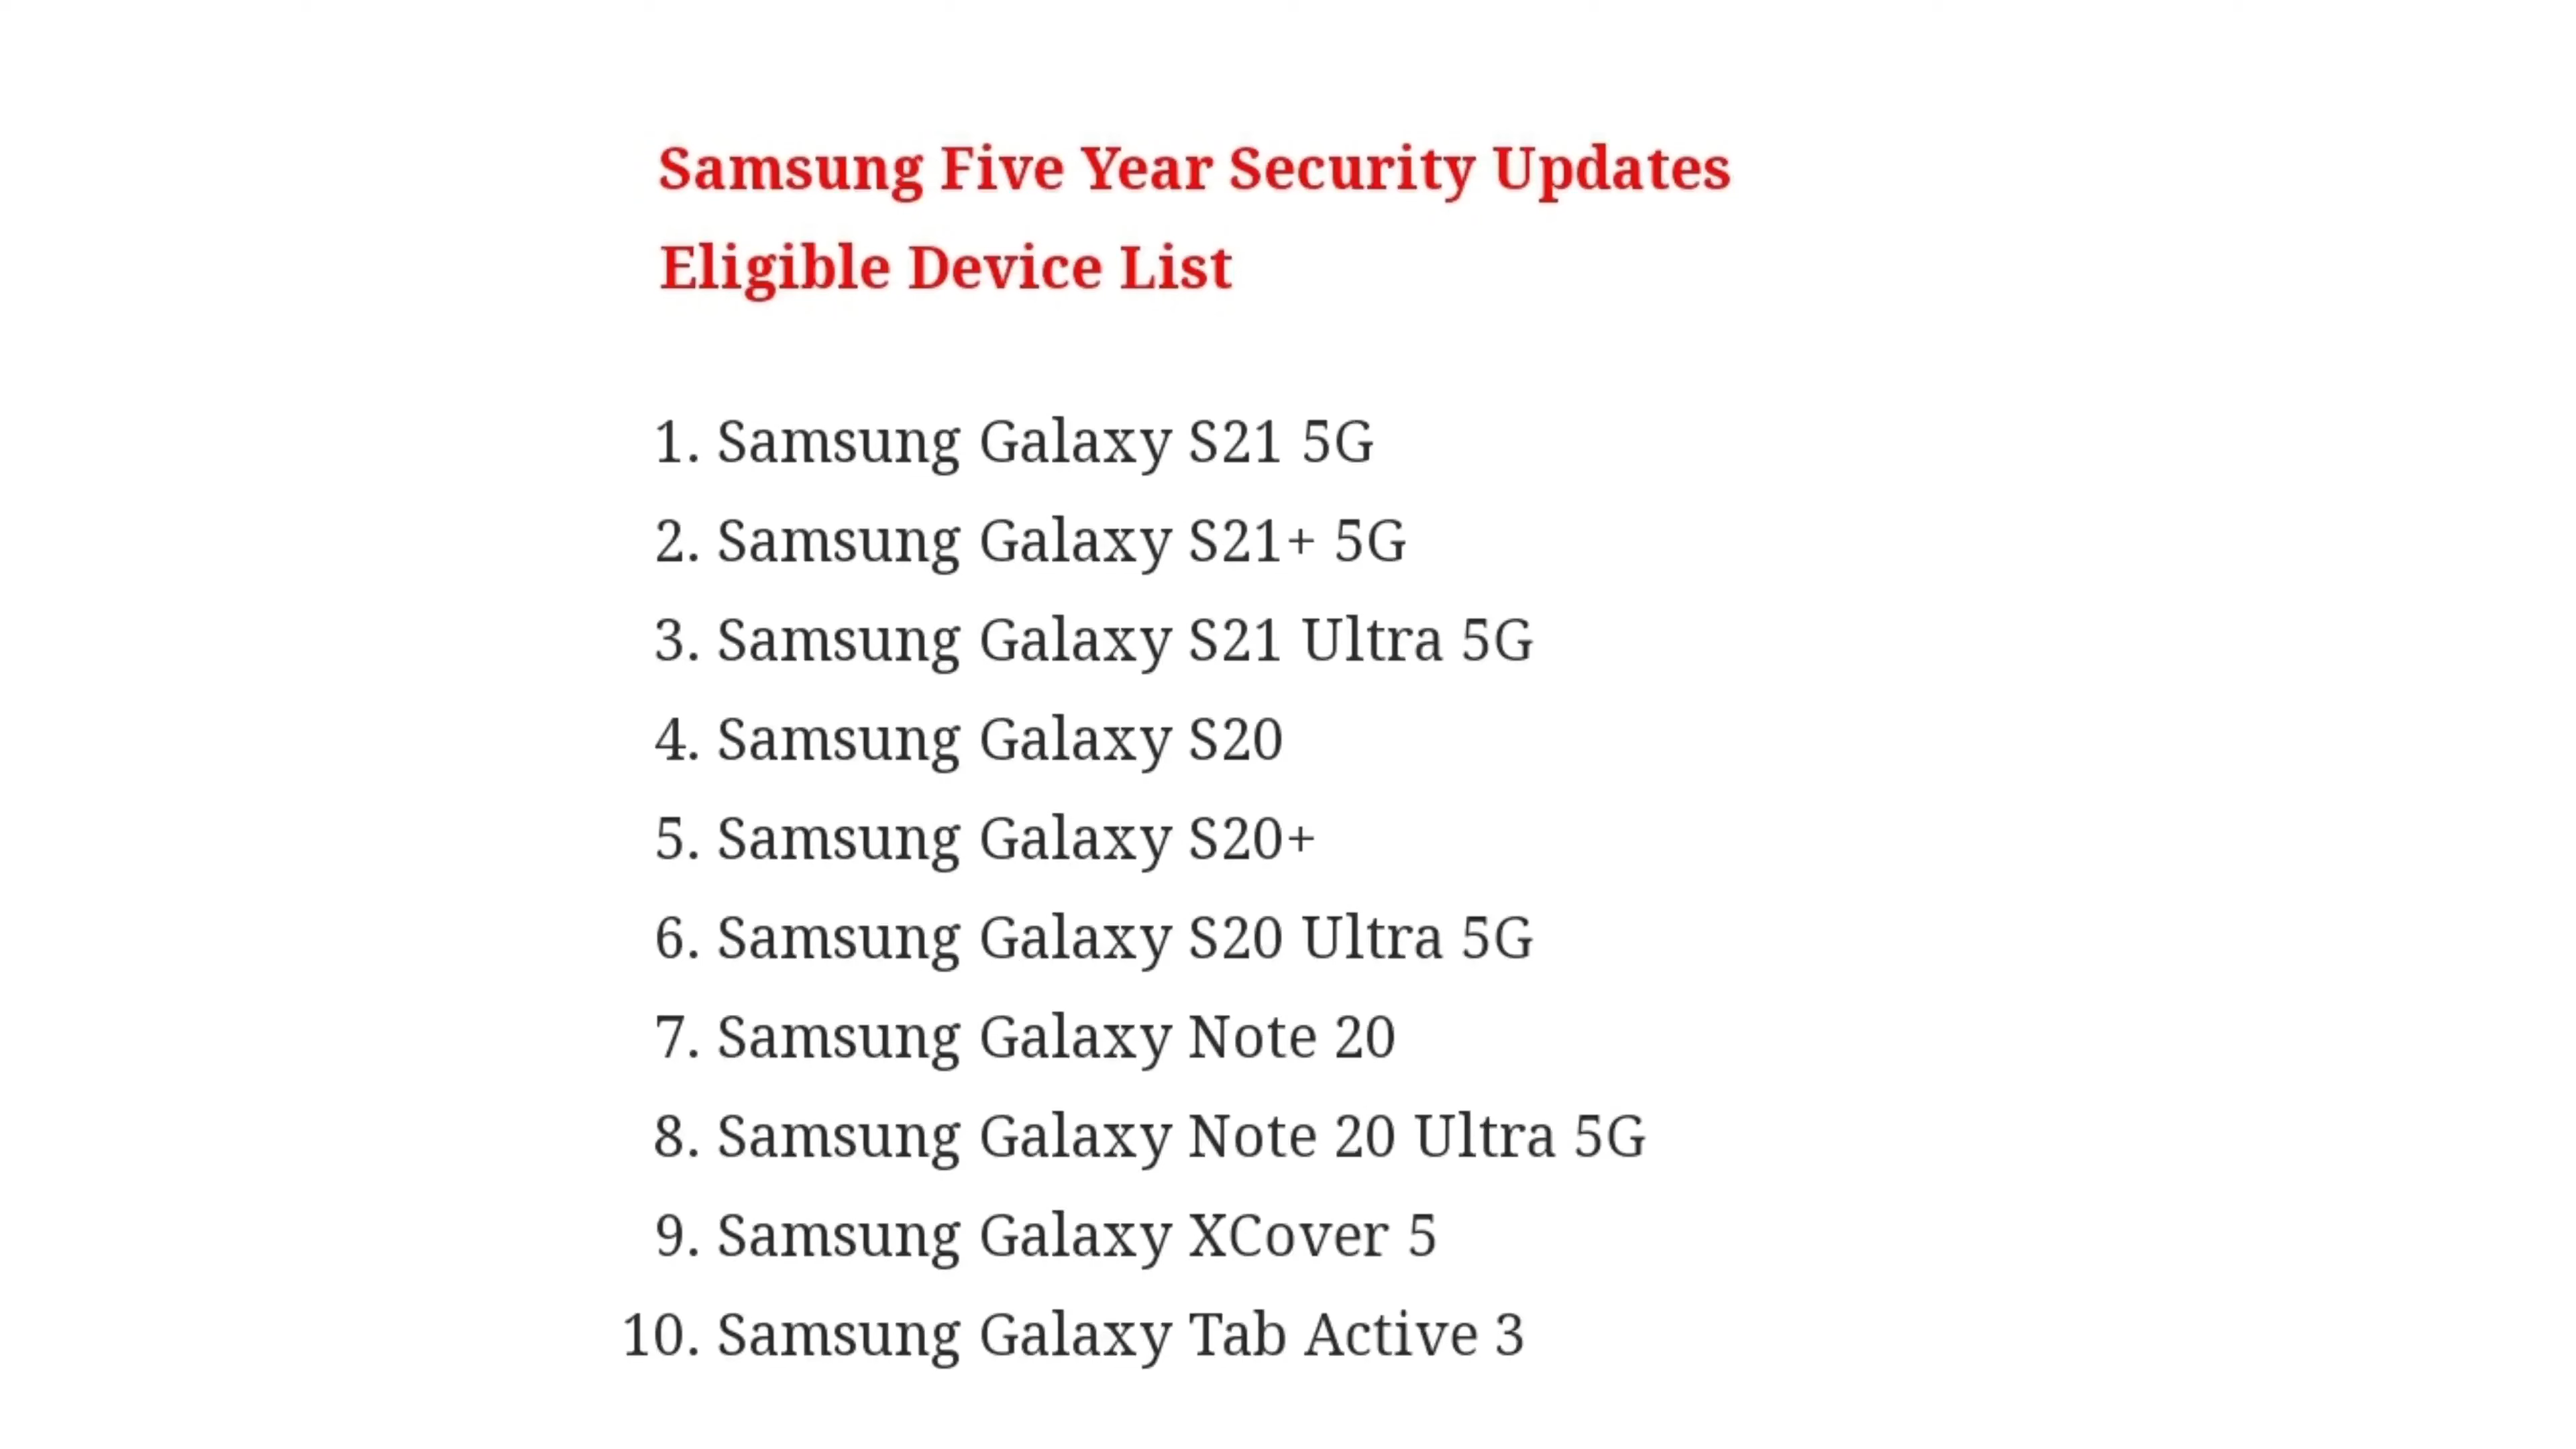 Samsung Five Year Security Updates
Eligible Device List
1. Samsung Galaxy S21 5G
2. Samsung Galaxy S21+ 5G
3. Samsung Galaxy S21 Ultra 5G
4. Samsung Galaxy S20
5. Samsung Galaxy S20+
6. Samsung Galaxy S20 Ultra 5G
7. Samsung Galaxy Note 20
8. Samsung Galaxy Note 20 Ultra 5G
9. Samsung Galaxy XCover 5
10. Samsung Galaxy Tab Active 3